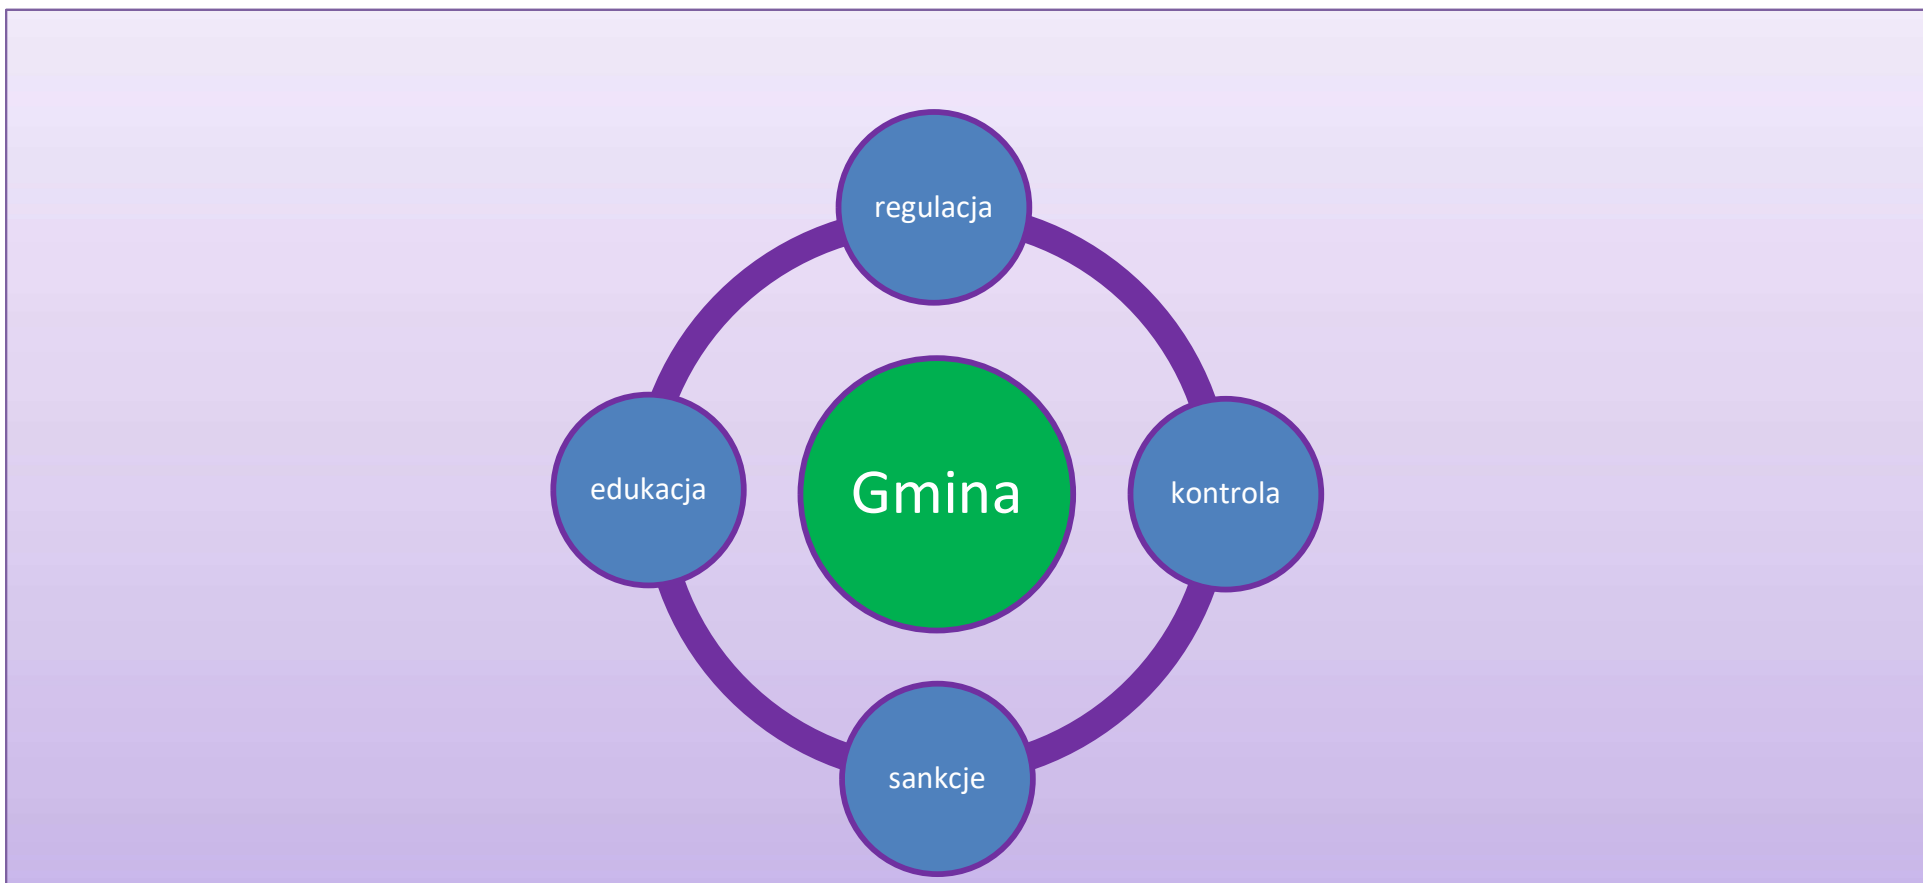 regulacja
edukacja
Gmina
kontrola
sankcje